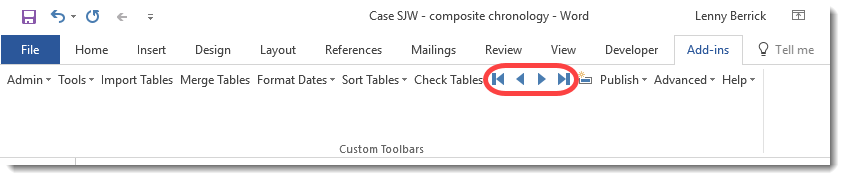 Case SJW - composite chronology - Word Lenny Berrick
File Home Insert Design Layout References Mailings Review View Developer Add-ins Tell me
Admin Tools Import Tables Merge Tables Format Dates Sort Tables Check Tables Publish Advanced Help
Custom Toolbars